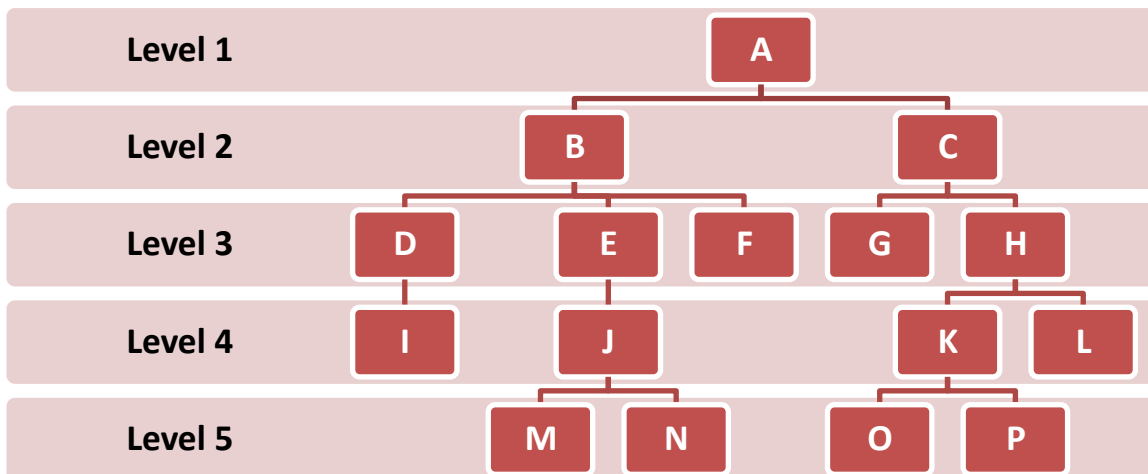 Level 1 A
Level 2 B C
Level 3 D E F G H
Level 4 I J K L
Level 5 M N O P